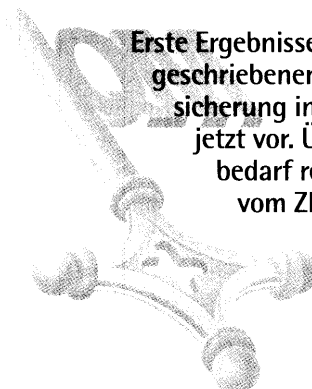 Erste Ergebnisse
geschriebener
sicherung in
jetzt vor.
bedarf
vom